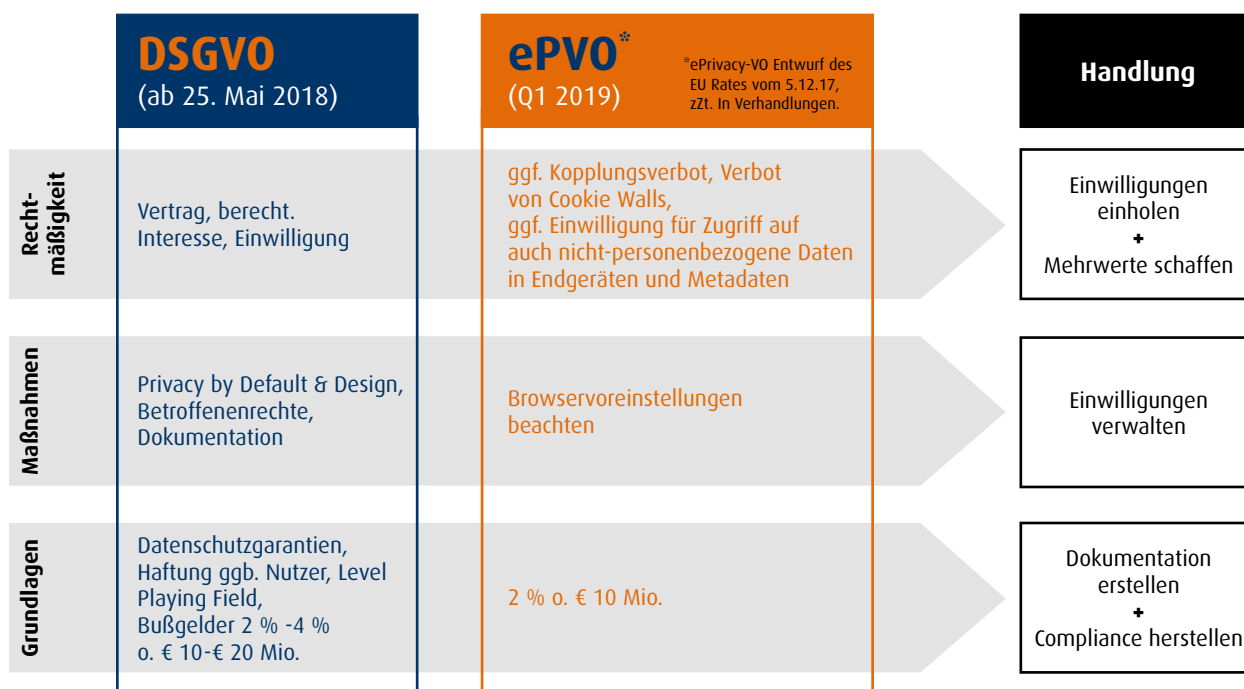 DSGVO
(ab 25. Mai 2018)
ePVO*
(Q1 2019)
*ePrivacy-VO Entwurf des
EU Rates vom 5.12.17,
zZt. In Verhandlungen.
Handlung
Recht-
mäßigkeit
Vertrag, berecht.
Interesse, Einwilligung
ggf. Kopplungsverbot, Verbot
von Cookie Walls,
ggf. Einwilligung für Zugriff auf
auch nicht-personenbezogene Daten
in Endgeräten und Metadaten
Einwilligungen
einholen
+
Mehrwerte schaffen
Maßnahmen
Privacy by Default & Design,
Betroffenenrechte,
Dokumentation
Browservoreinstellungen
beachten
Einwilligungen
verwalten
Grundlagen
Datenschutzgarantien,
Haftung ggb. Nutzer, Level
Playing Field,
Bußgelder 2 % -4 %
o. € 10-€ 20 Mio.
2 % o. € 10 Mio.
Dokumentation
erstellen
+
Compliance herstellen